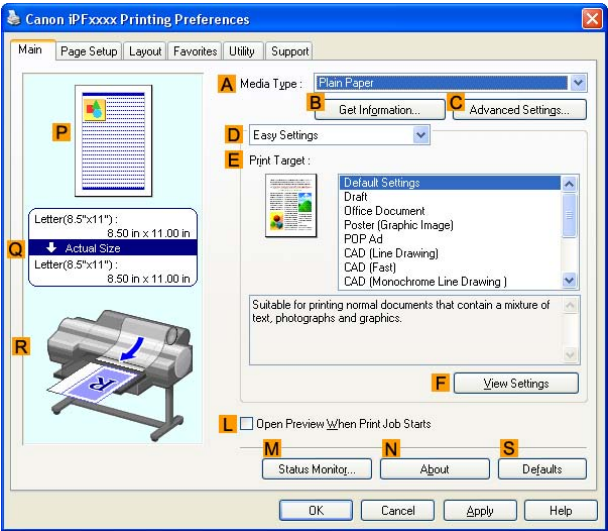 Canon iPFxxxx Printing Preferences
Main
Page Setup
Layout
Favorites
Utility
Support
P
Letter(8.5"x11") :
8.50 in x 11.00 in
Q
Actual Size
Letter(8.5"x11") :
8.50 in x 11.00 in
R
A
Media Type :
Plain Paper
B
Get Information...
C
Advanced Settings...
D
Easy Settings
E
Print Target :
Default Settings
Draft
Office Document
Poster (Graphic Image)
POP Ad
CAD (Line Drawing)
CAD (Fast)
CAD (Monochrome Line Drawing )
Suitable for printing normal documents that contain a mixture of
text, photographs and graphics.
F
View Settings
L
Open Preview When Print Job Starts
M
Status Monitor...
N
About
S
Defaults
OK
Cancel
Apply
Help